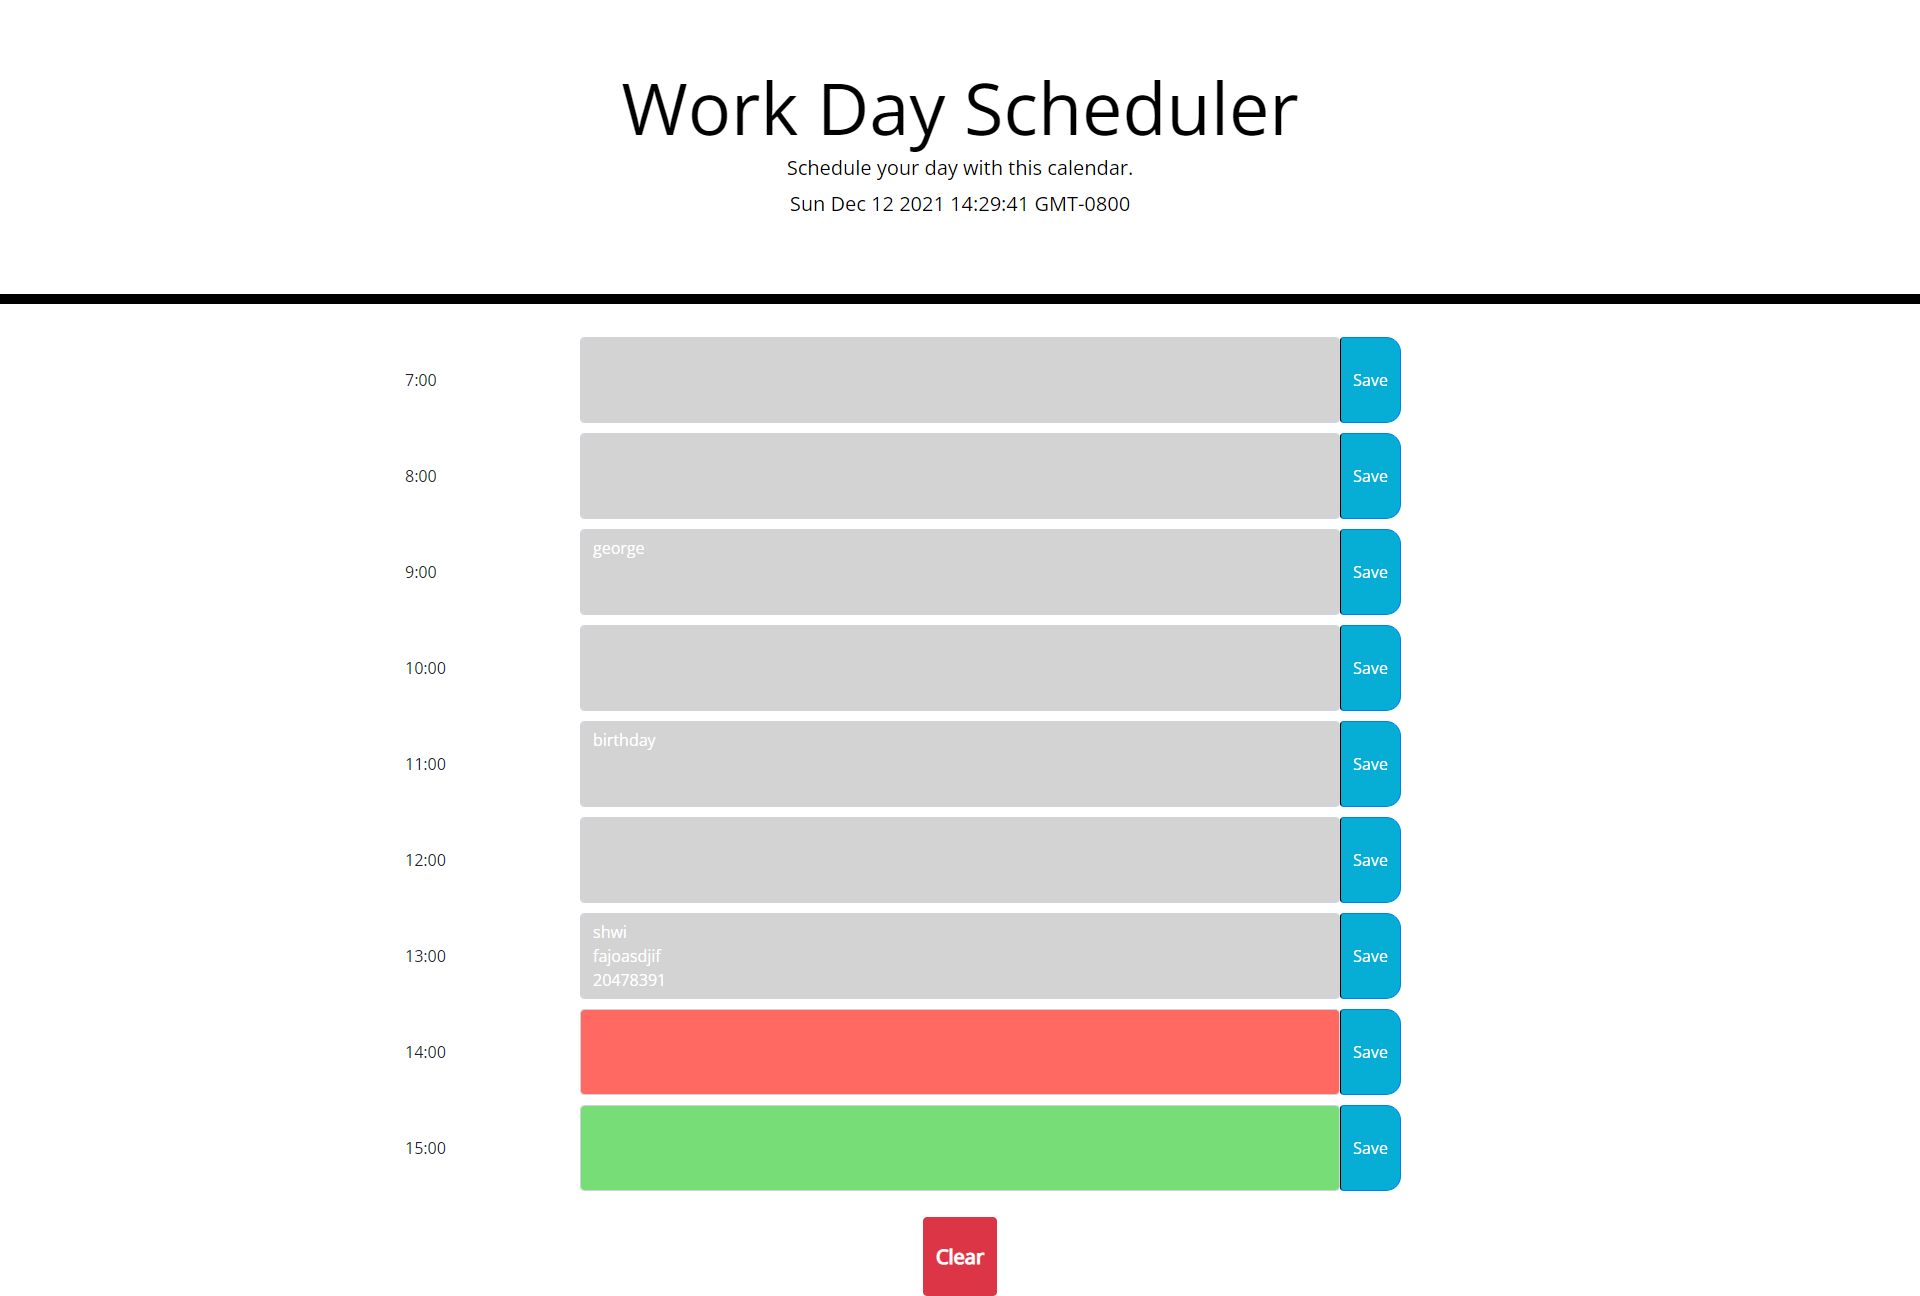 Work Day Scheduler
Schedule your day with this calendar.
Sun Dec 12 2021 14:29:41 GMT-0800
7:00 Save
8:00 Save
9:00 george Save
10:00 Save
11:00 birthday Save
12:00 Save
shwi
13:00 fajoasdjif Save
20478391
14:00 Save
15:00 Save
Clear